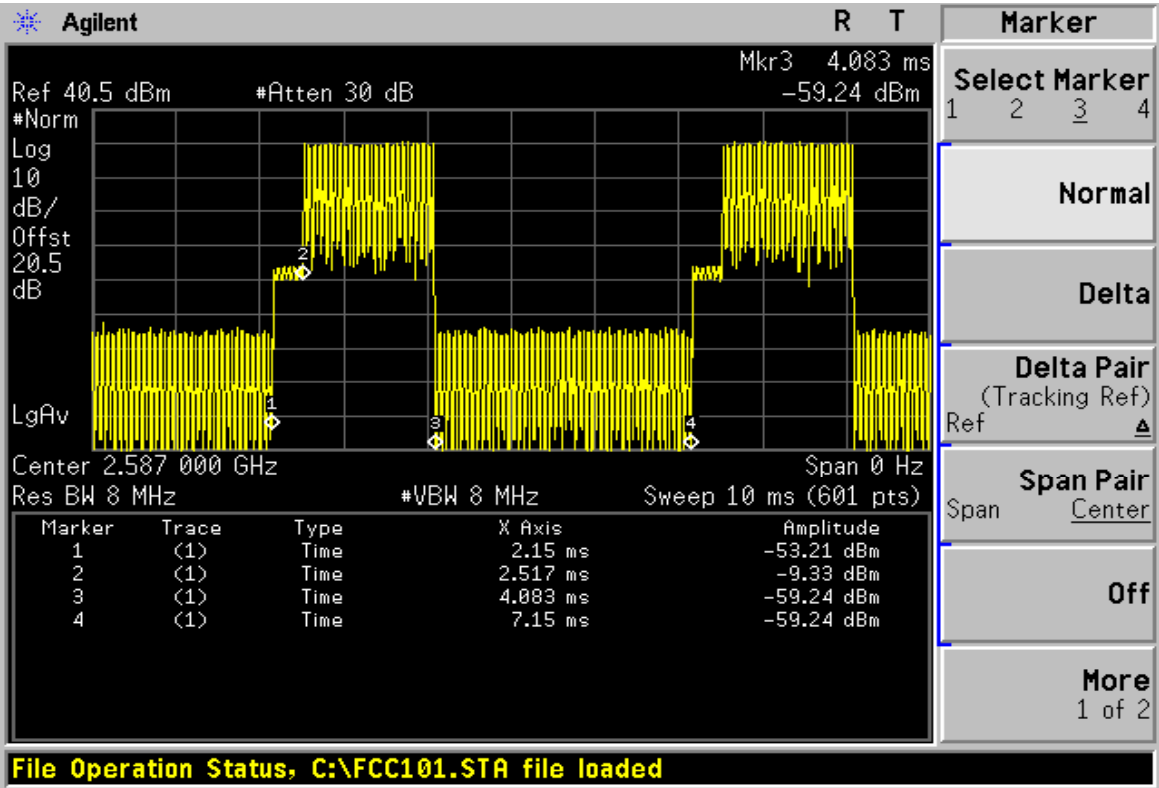 Agilent R T Marker
Mkr3 4.083 ms
Ref 40.5 dBm #Atten 30 dB -59.24 dBm
#Norm
Log
10
dB/
Offst
20.5
dB
LgAv
1
2
3
4
Center 2.587 000 GHz Span 0 Hz
Res BW 8 MHz #VBW 8 MHz Sweep 10 ms (601 pts)
Marker Trace Type X Axis Amplitude
1 (1) Time 2.15 ms -53.21 dBm
2 (1) Time 2.517 ms -9.33 dBm
3 (1) Time 4.083 ms -59.24 dBm
4 (1) Time 7.15 ms -59.24 dBm
Select Marker
1 2 3 4
Normal
Delta
Delta Pair
(Tracking Ref)
Ref Δ
Span Pair
Span Center
Off
More
1 of 2
File Operation Status, C:\FCC101.STA file loaded